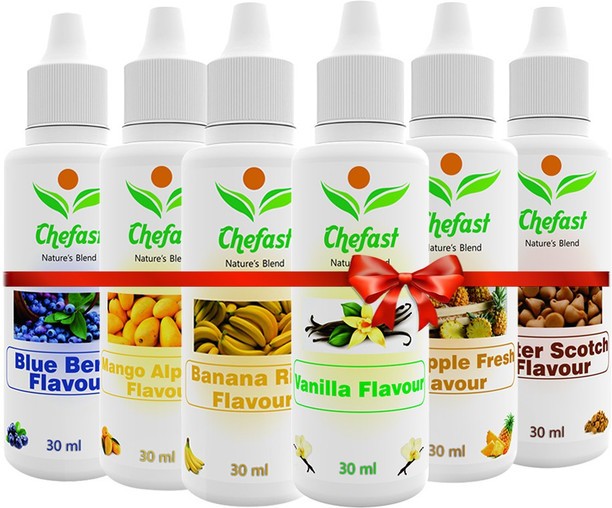 Chefast
Nature's Blend
Blue Ber
Flavou
30 ml
Chefast
Nature's Blend
Mango Alp
Flavou
30 ml
Chefast
Nature's Blend
Banana Ri
Flavour
30 ml
Chefast
Nature's Blend
Vanilla Flavour
30 ml
Chefast
Nature's Blend
pple Fresh
lavour
30 ml
Chefast
Nature's Blend
ter Scotch
Flavour
30 ml